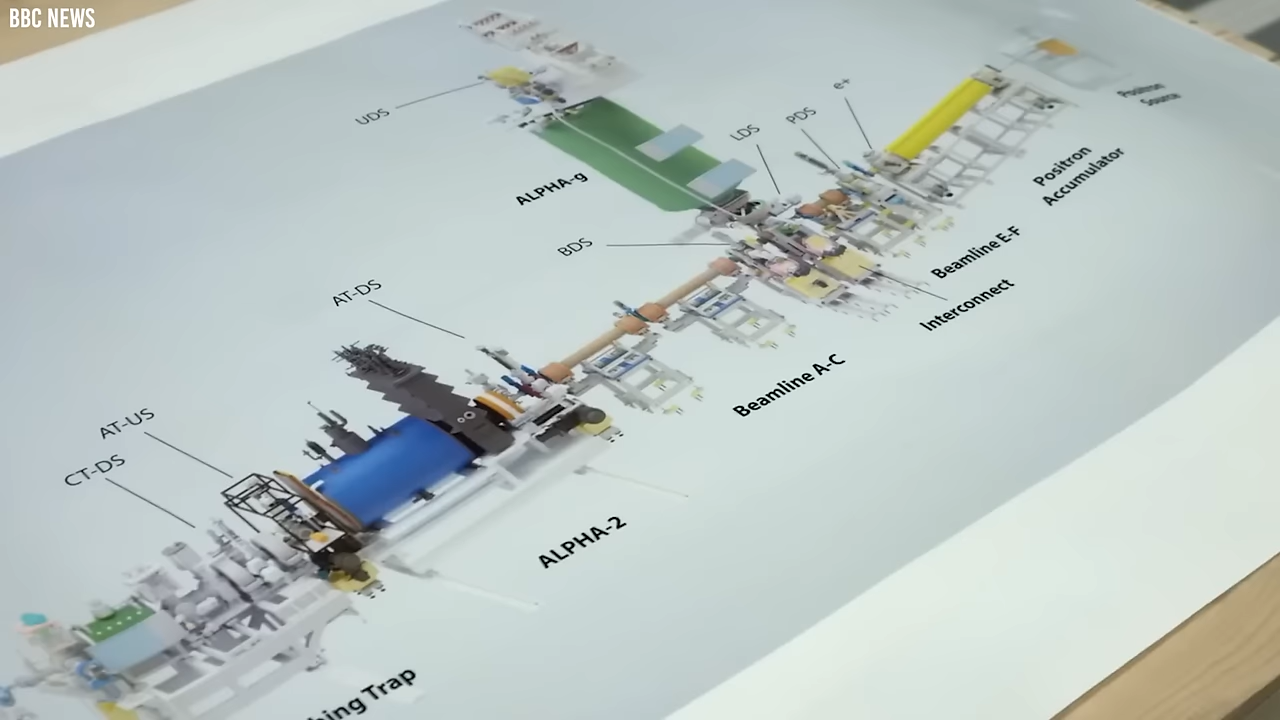 BBC NEWS
UDS
ALPHA-g
LDS
PDS
e+
Positron
Source
Positron
Accumulator
BDS
Beamline E-F
Interconnect
AT-DS
Beamline A-C
AT-US
CT-DS
ALPHA-2
hing Trap